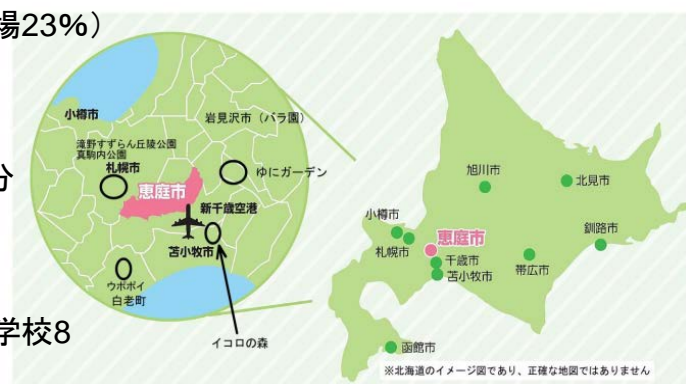 場23%）
分
学校8
小樽市
岩見沢市（バラ園）
滝野すずらん丘陵公園
真駒内公園
札幌市
ゆにガーデン
恵庭市
新千歳空港
苫小牧市
ウポポイ
白老町
イコロの森
旭川市
北見市
小樽市
釧路市
恵庭市
札幌市
千歳市
帯広市
苫小牧市
函館市
※北海道のイメージ図であり、正確な地図ではありません